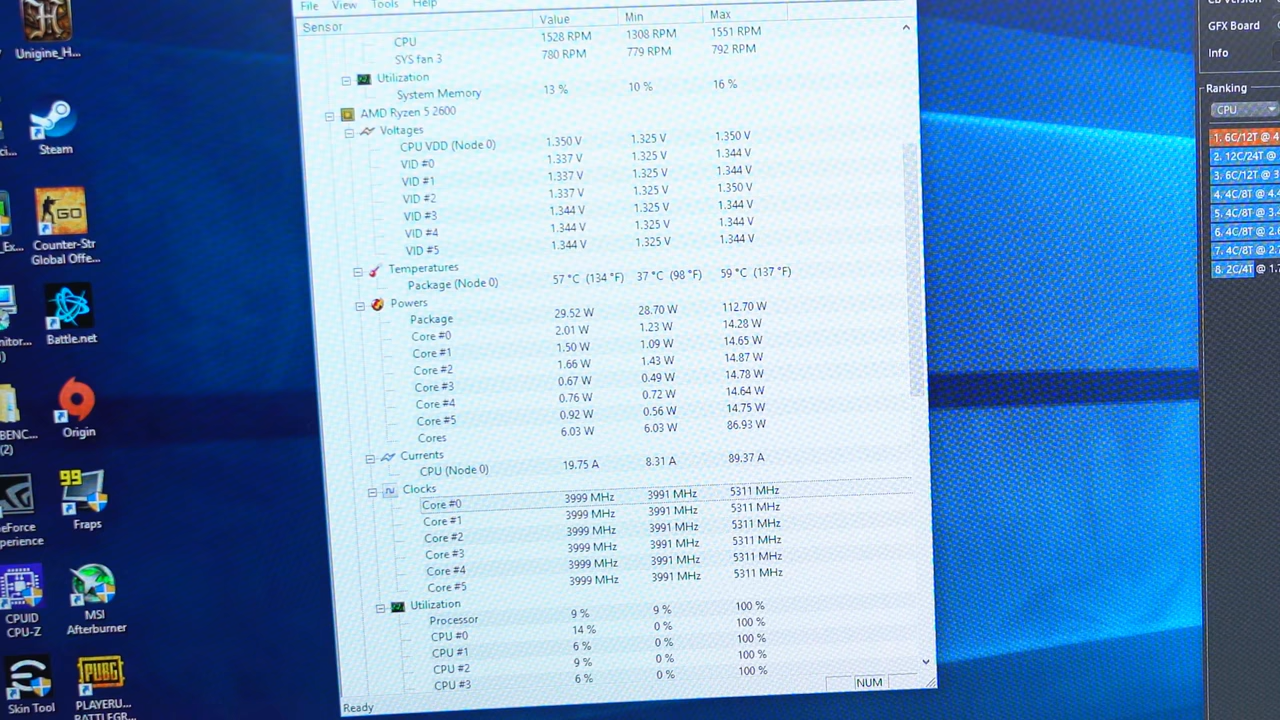 File View Tools Help
Sensor Value Min Max
CPU 1528 RPM 1308 RPM 1551 RPM
SYS fan 3 780 RPM 779 RPM 792 RPM
Utilization
System Memory 13 % 10 % 16 %
AMD Ryzen 5 2600
Voltages
CPU VDD (Node 0) 1.350 V 1.325 V 1.350 V
VID #0 1.337 V 1.325 V 1.344 V
VID #1 1.337 V 1.325 V 1.344 V
VID #2 1.337 V 1.325 V 1.350 V
VID #3 1.344 V 1.325 V 1.344 V
VID #4 1.344 V 1.325 V 1.344 V
VID #5 1.344 V 1.325 V 1.344 V
Temperatures
Package (Node 0) 57 °C (134 °F) 37 °C (98 °F) 59 °C (137 °F)
Powers
Package 29.52 W 28.70 W 112.70 W
Core #0 2.01 W 1.23 W 14.28 W
Core #1 1.50 W 1.09 W 14.65 W
Core #2 1.66 W 1.43 W 14.87 W
Core #3 0.67 W 0.49 W 14.78 W
Core #4 0.76 W 0.72 W 14.64 W
Core #5 0.92 W 0.56 W 14.75 W
Cores 6.03 W 6.03 W 86.93 W
Currents
CPU (Node 0) 19.75 A 8.31 A 89.37 A
Clocks
Core #0 3999 MHz 3991 MHz 5311 MHz
Core #1 3999 MHz 3991 MHz 5311 MHz
Core #2 3999 MHz 3991 MHz 5311 MHz
Core #3 3999 MHz 3991 MHz 5311 MHz
Core #4 3999 MHz 3991 MHz 5311 MHz
Core #5 3999 MHz 3991 MHz 5311 MHz
Utilization
Processor 9 % 9 % 100 %
CPU #0 14 % 0 % 100 %
CPU #1 6 % 0 % 100 %
CPU #2 9 % 0 % 100 %
CPU #3 6 % 0 % 100 %
Ready NUM
Unigine_H...
Steam
GO
Counter-Str
Global Offe...
Battle.net
Origin
(2)
99
Fraps
CPUID
CPU-Z
MSI
Afterburner
Skin Tool
PUBG
PLAYERU...
BATTLEGR...
GFX Board
Info
Ranking
CPU
1. 6C/12T @ 4
2. 12C/24T @
3. 6C/12T @ 3
4. 4C/8T @ 4.
5. 4C/8T @ 3.
6. 4C/8T @ 2.
7. 4C/8T @ 2.
8. 2C/4T @ 1.